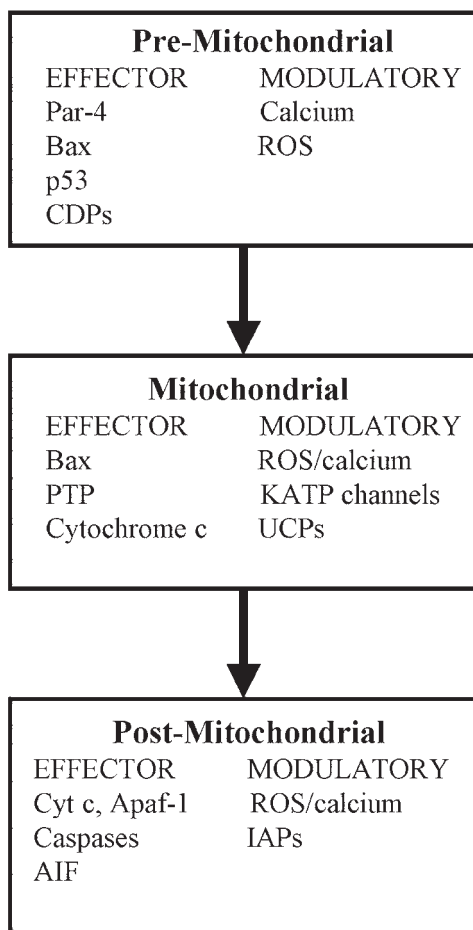 Pre-Mitochondrial
EFFECTOR MODULATORY
Par-4 Calcium
Bax ROS
p53
CDPs
Mitochondrial
EFFECTOR MODULATORY
Bax ROS/calcium
PTP KATP channels
Cytochrome c UCPs
Post-Mitochondrial
EFFECTOR MODULATORY
Cyt c, Apaf-1 ROS/calcium
Caspases IAPs
AIF